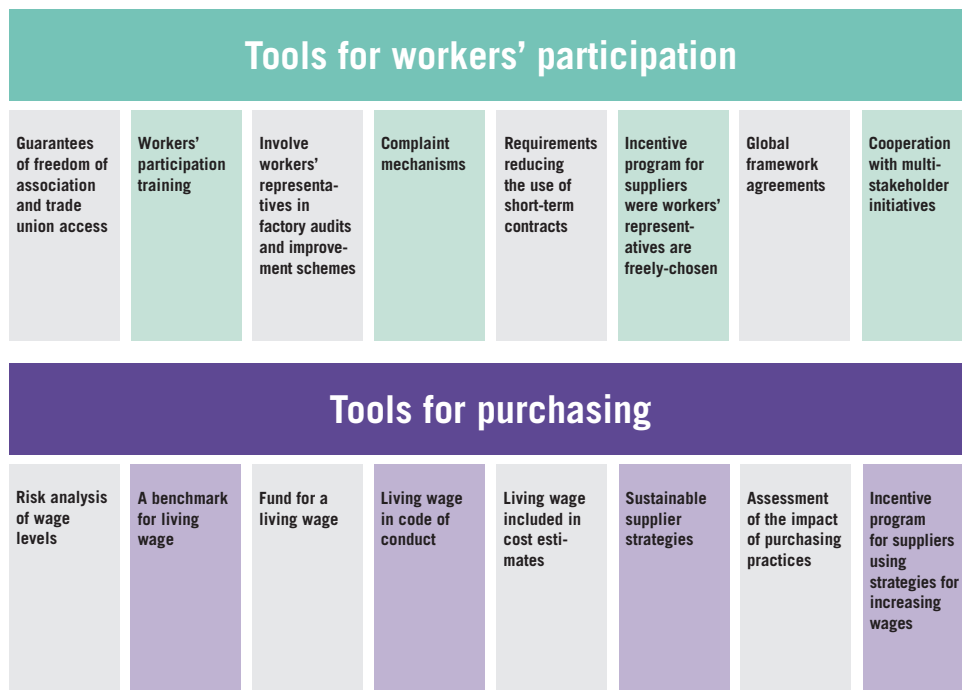 Tools for workers’ participation
Guarantees
of freedom of
association
and trade
union access
Workers’
participation
training
Involve
workers’
representa-
tives in
factory audits
and improve-
ment schemes
Complaint
mechanisms
Requirements
reducing
the use of
short-term
contracts
Incentive
program for
suppliers
were workers’
represent-
atives are
freely-chosen
Global
framework
agreements
Cooperation
with multi-
stakeholder
initiatives
Tools for purchasing
Risk analysis
of wage
levels
A benchmark
for living
wage
Fund for a
living wage
Living wage
in code of
conduct
Living wage
included in
cost esti-
mates
Sustainable
supplier
strategies
Assessment
of the impact
of purchasing
practices
Incentive
program
for suppliers
using
strategies for
increasing
wages